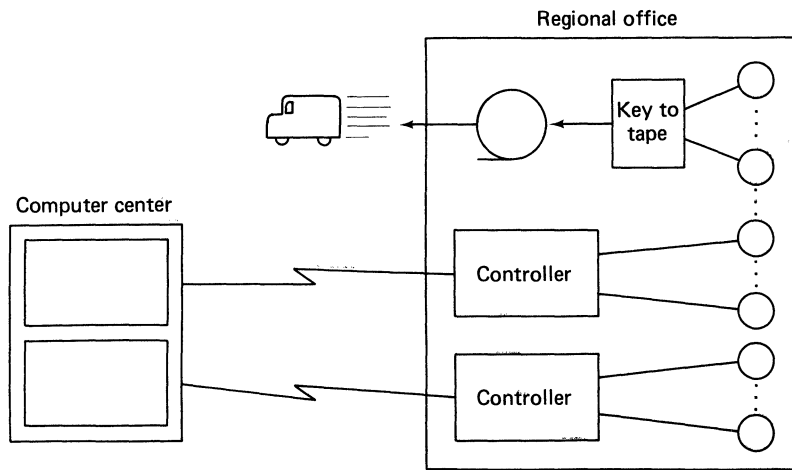 Regional office
Key to
tape
Computer center
Controller
Controller